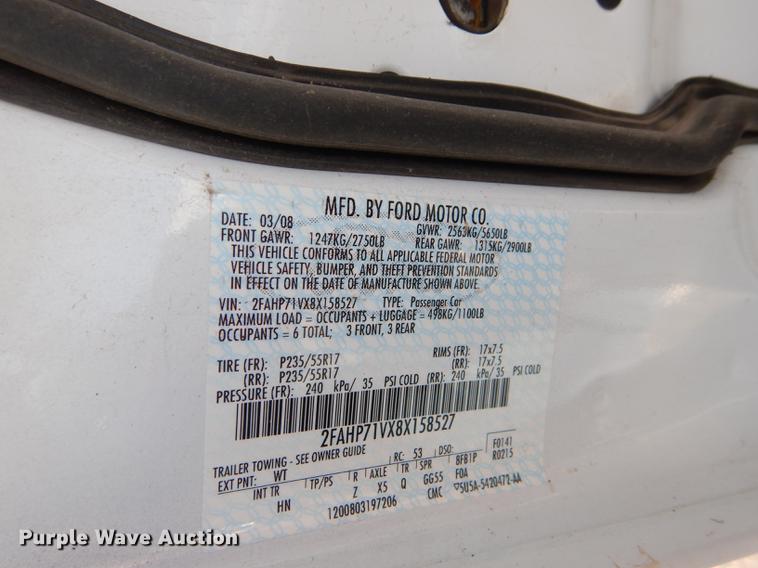 MFD. BY FORD MOTOR CO.
DATE: 03/08 GVWR: 2563KG/5650LB
FRONT GAWR: 1247KG/2750LB REAR GAWR: 1315KG/2900LB
THIS VEHICLE CONFORMS TO ALL APPLICABLE FEDERAL MOTOR
VEHICLE SAFETY, BUMPER, AND THEFT PREVENTION STANDARDS
IN EFFECT ON THE DATE OF MANUFACTURE SHOWN ABOVE.
VIN: 2FAHP71VX8X158527 TYPE: Passenger Car
MAXIMUM LOAD = OCCUPANTS + LUGGAGE = 498KG/1100LB
OCCUPANTS = 6 TOTAL; 3 FRONT, 3 REAR
TIRE (FR): P235/55R17 RIMS (FR): 17x7.5
(RR): P235/55R17 (RR): 17x7.5
PRESSURE (FR): 240 kPa/ 35 PSI COLD (RR): 240 kPa/ 35 PSI COLD
2FAHP71VX8X158527
TRAILER TOWING - SEE OWNER GUIDE RC: 53 DSO: F0141
EXT PNT: WT R0215
INT TR TP/PS R AXLE TR SPR BFB1P
HN Z X5 Q GG55 FOA
1200803197206 CMC 5U5A-5420472-AA
Purple Wave Auction